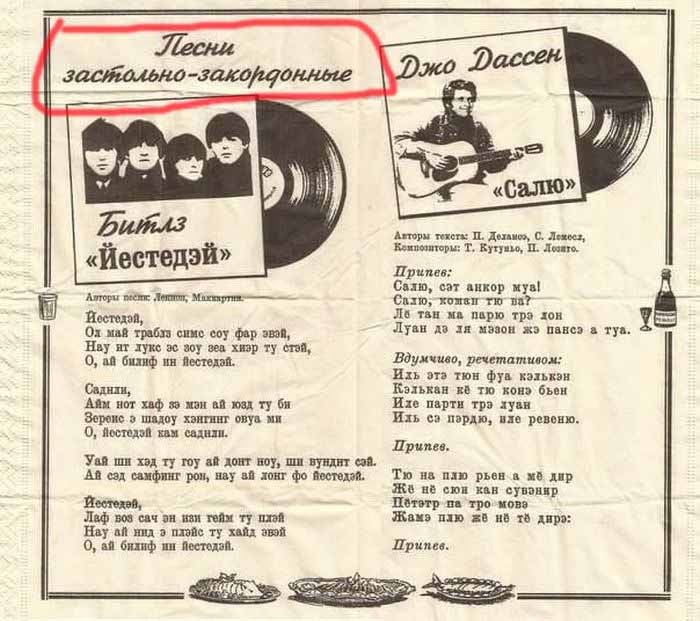 Песни
застольно-закордонные
Битлз
«Йестедэй»
Авторы песни: Леннон, Маккартни.
Йестедэй,
Ол май траблз симс соу фар эвэй,
Нау ит лукс эс зоу зеа хиэр ту стэй,
О, ай билиф ин йестедэй.
Саднли,
Айм нот хаф зэ мэн ай юзд ту би
Зереис э шадоу хэнгинг овуа ми
О, йестедэй кам саднли.
Уай ши хэд ту гоу ай донт ноу, ши вундит сэй.
Ай сэд самфинг рон, нау ай лонг фо йестедэй.
Йестедэй,
Лаф воз сач эн изи гейм ту плэй
Нау ай нид э плэйс ту хайд эвэй
О, ай билиф ин йестедэй.
Джо Дассен
«Салю»
Авторы текста: П. Деланоэ, С. Лемесл,
Композиторы: Т. Кутуньо, П. Лозито.
Припев:
Салю, сэт анкор муа!
Салю, коман тю ва?
Лё тан ма парю трэ лон
Луан дэ ля мэзон жэ пансэ а туа.
Вдумчиво, речетативом:
Иль этэ тюн фуа кэлькэн
Кэлькан кё тю конэ бьен
Иле парти трэ луан
Иль сэ пэрдю, иле ревеню.
Припев.
Тю на плю рьен а мё дир
Жё нё сюи кан сувэнир
Пётэтр па тро мовэ
Жамэ плю жё нё тё дирэ:
Припев.